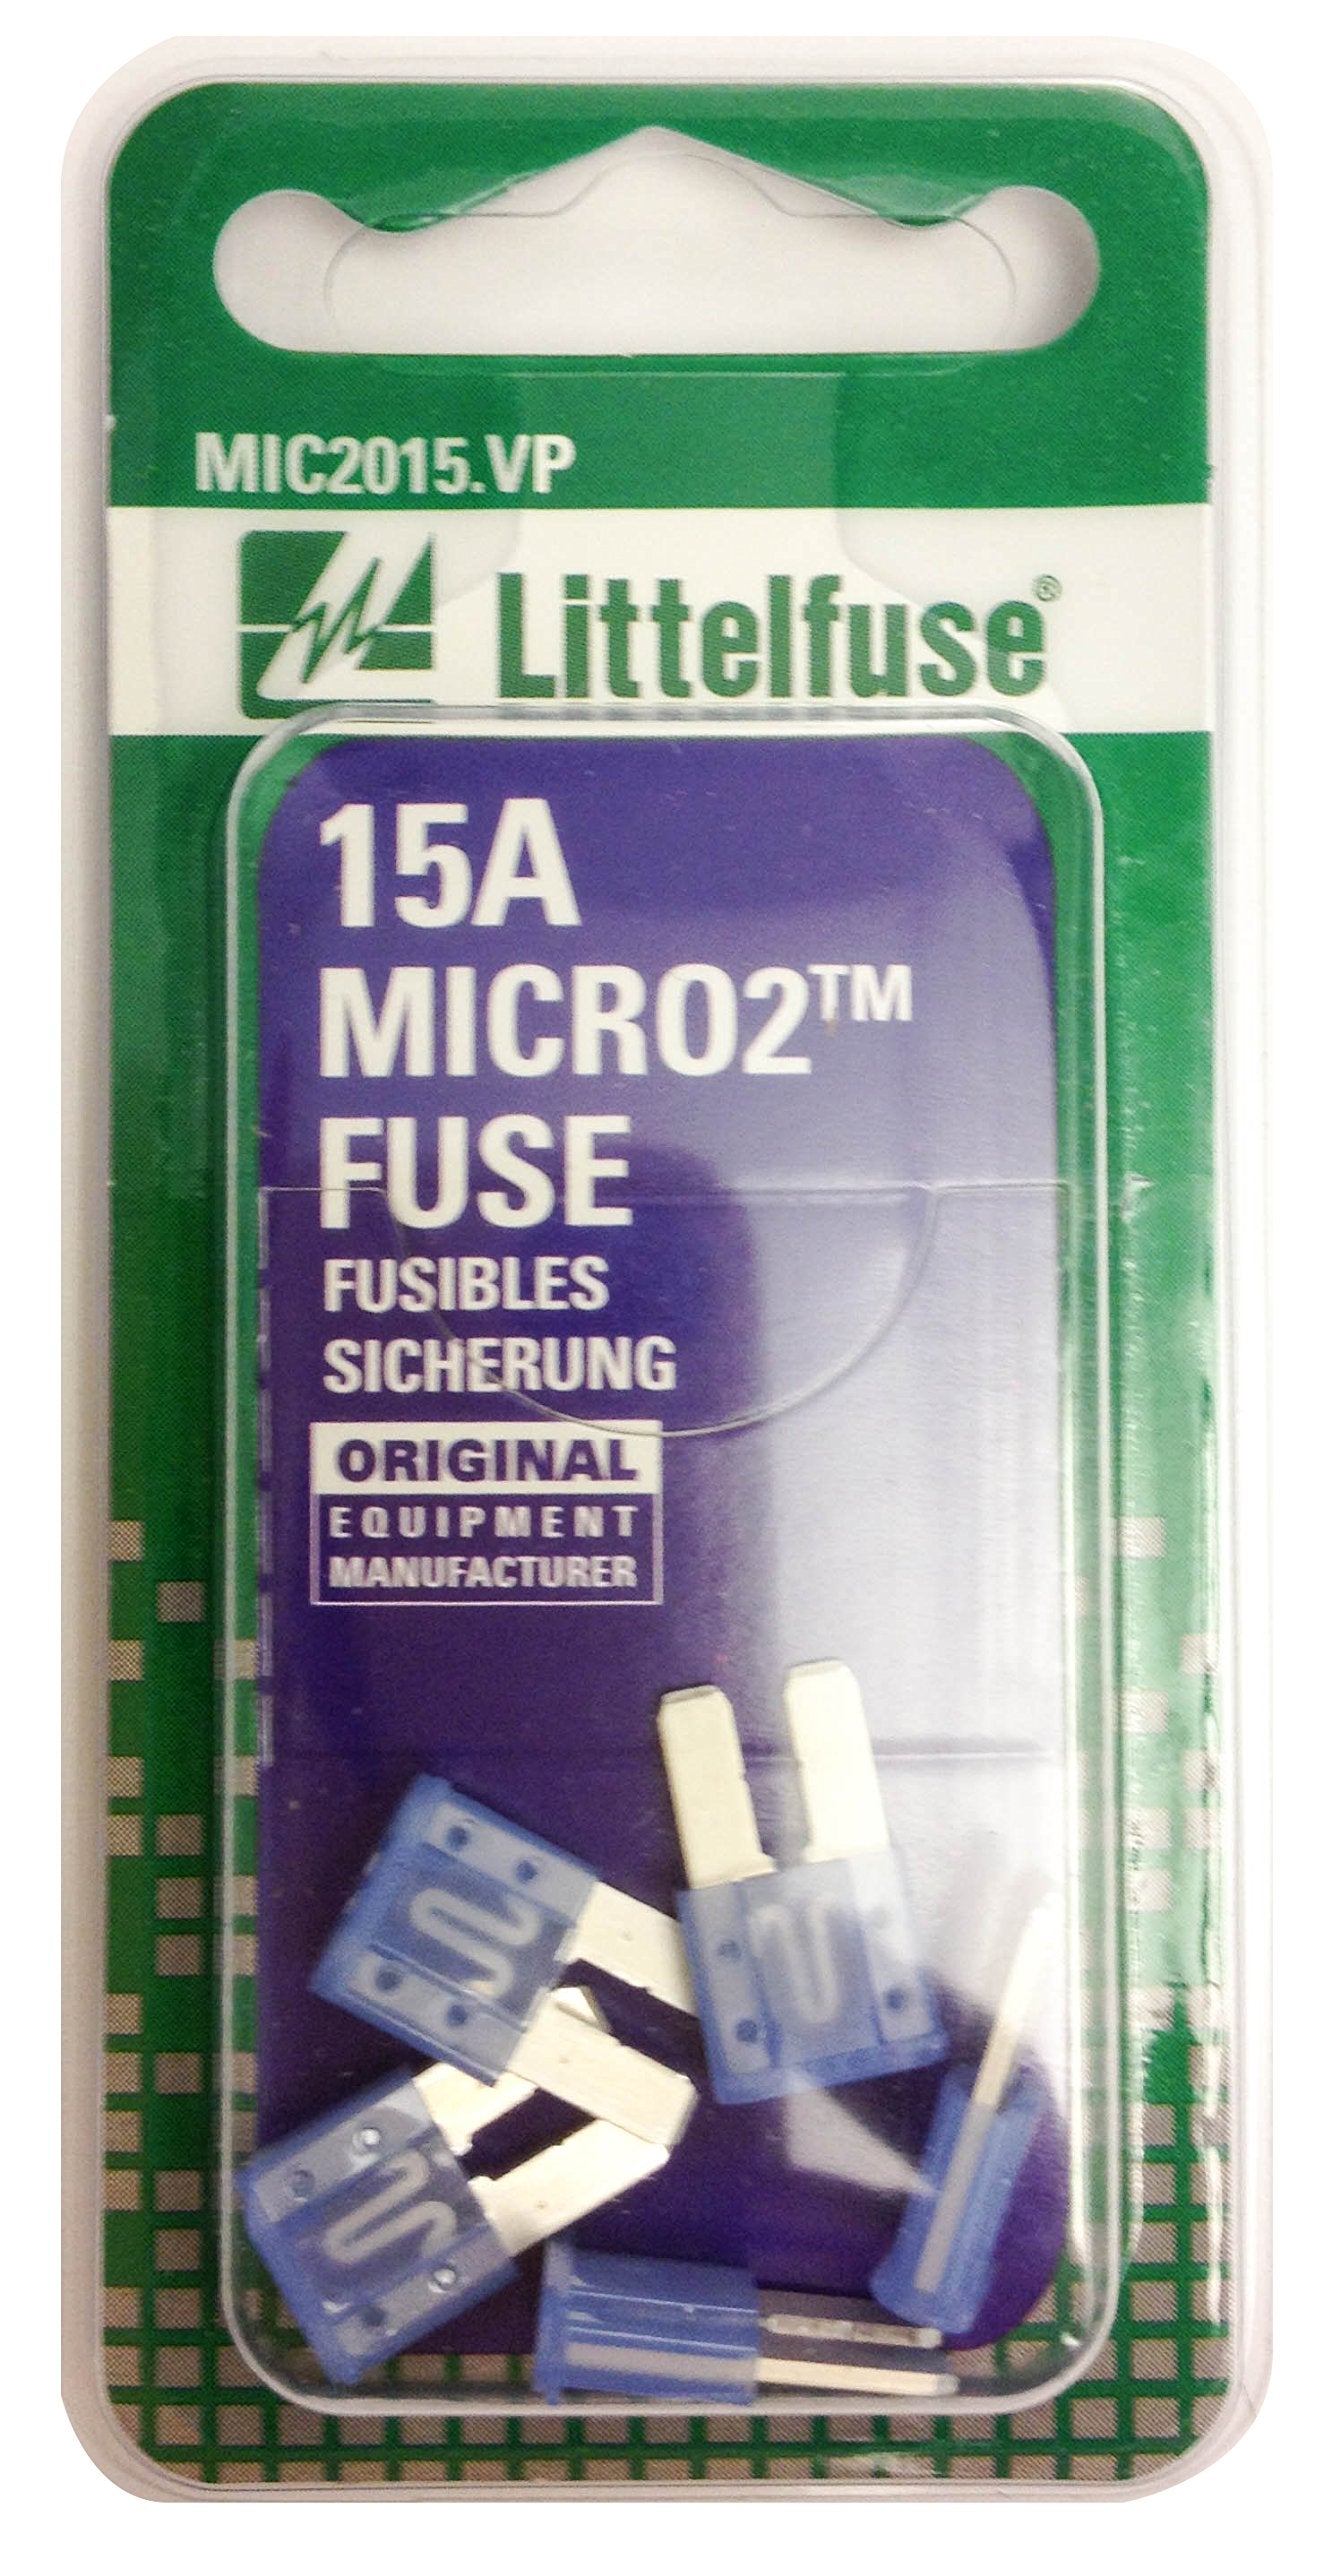 MIC2015.VP
Littelfuse®
15A
MICRO2™
FUSE
FUSIBLES
SICHERUNG
ORIGINAL
EQUIPMENT
MANUFACTURER